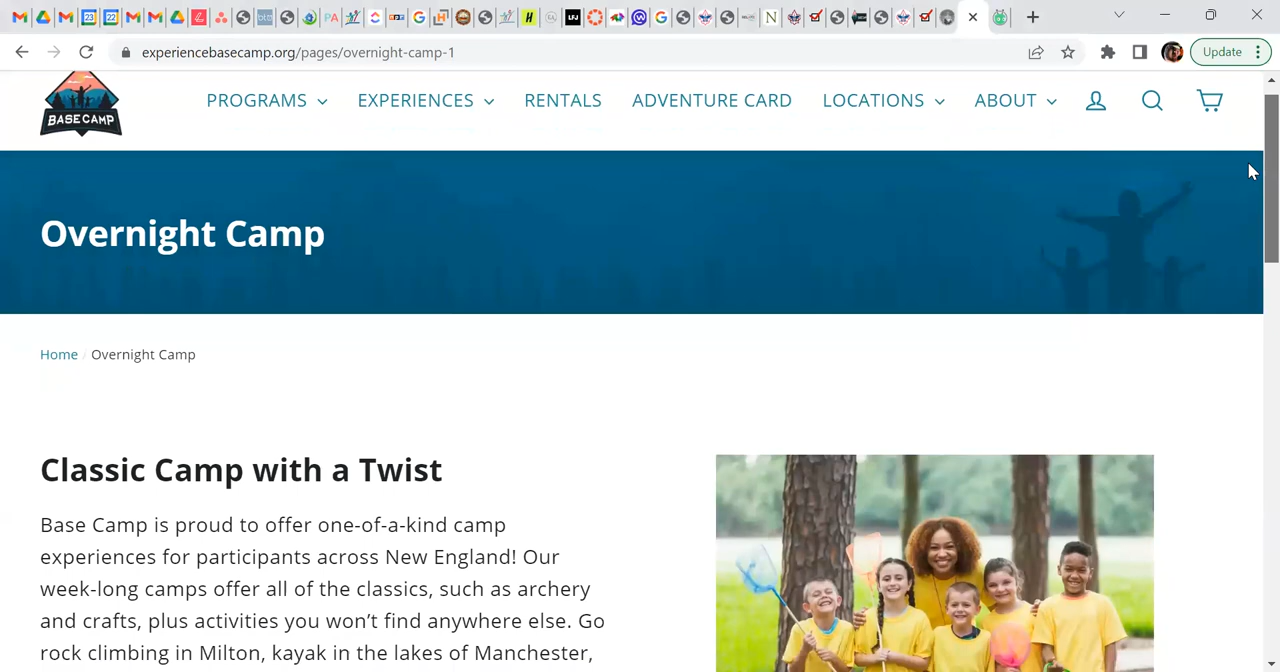 experiencebasecamp.org/pages/overnight-camp-1
Update
BASE CAMP
PROGRAMS EXPERIENCES RENTALS ADVENTURE CARD LOCATIONS ABOUT
Overnight Camp
Home / Overnight Camp
Classic Camp with a Twist
Base Camp is proud to offer one-of-a-kind camp
experiences for participants across New England! Our
week-long camps offer all of the classics, such as archery
and crafts, plus activities you won't find anywhere else. Go
rock climbing in Milton, kayak in the lakes of Manchester,